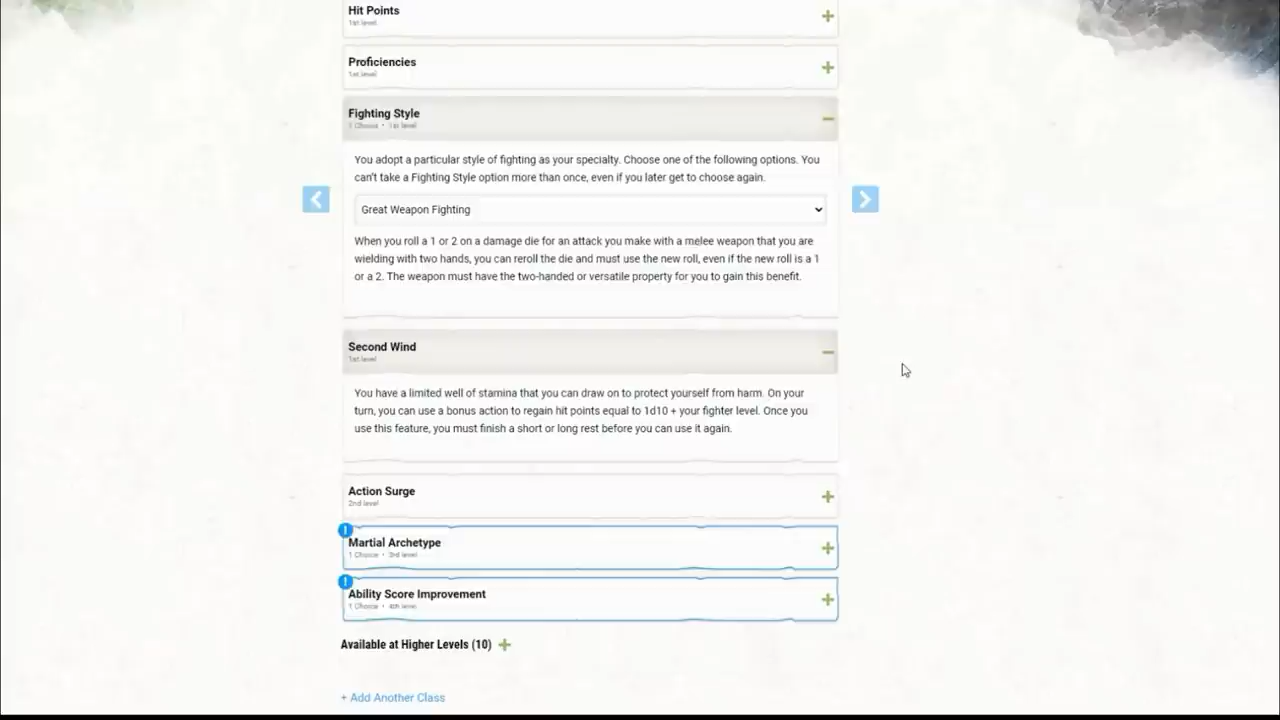 Hit Points
1st level
Proficiencies
1st level
Fighting Style
1 Choice • 1st level
You adopt a particular style of fighting as your specialty. Choose one of the following options. You
can't take a Fighting Style option more than once, even if you later get to choose again.
Great Weapon Fighting
When you roll a 1 or 2 on a damage die for an attack you make with a melee weapon that you are
wielding with two hands, you can reroll the die and must use the new roll, even if the new roll is a 1
or a 2. The weapon must have the two-handed or versatile property for you to gain this benefit.
Second Wind
1st level
You have a limited well of stamina that you can draw on to protect yourself from harm. On your
turn, you can use a bonus action to regain hit points equal to 1d10 + your fighter level. Once you
use this feature, you must finish a short or long rest before you can use it again.
Action Surge
2nd level
Martial Archetype
1 Choice • 3rd level
Ability Score Improvement
1 Choice • 4th level
Available at Higher Levels (10)
+ Add Another Class